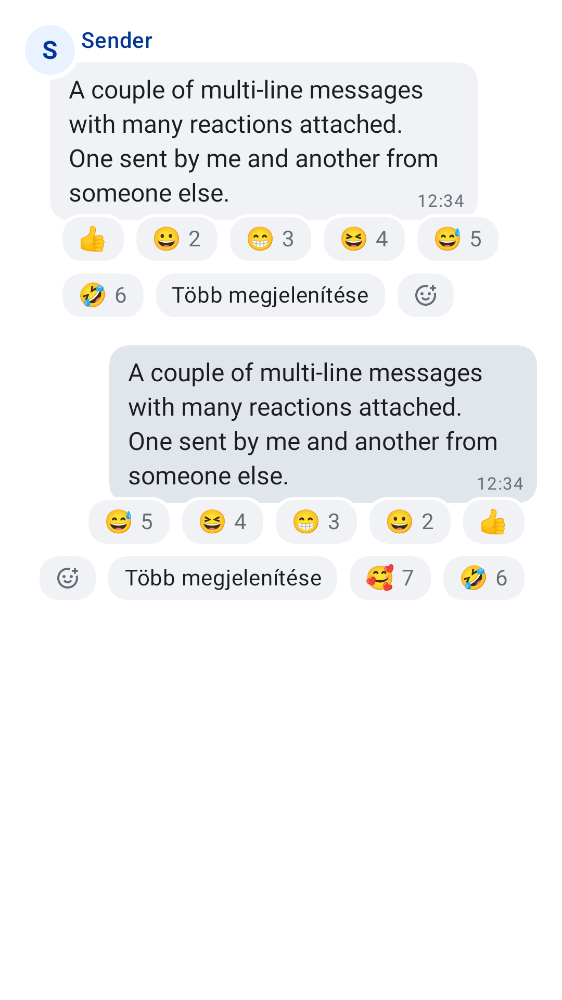 S Sender
A couple of multi-line messages
with many reactions attached.
One sent by me and another from
someone else. 12:34
👍 😀 2 😁 3 😆 4 😅 5
🤣 6 Több megjelenítése
A couple of multi-line messages
with many reactions attached.
One sent by me and another from
someone else. 12:34
😅 5 😆 4 😁 3 😀 2 👍
Több megjelenítése 🥰 7 🤣 6